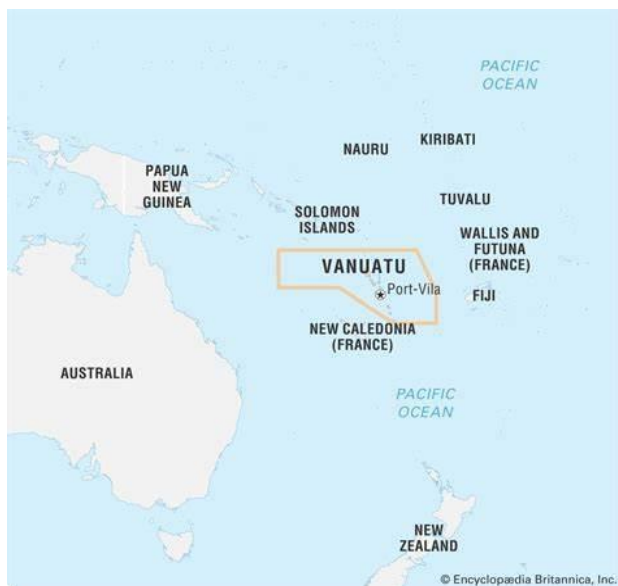 PACIFIC
OCEAN
KIRIBATI
NAURU
PAPUA
NEW
GUINEA
TUVALU
SOLOMON
ISLANDS
WALLIS AND
FUTUNA
(FRANCE)
VANUATU
Port-Vila
FIJI
NEW CALEDONIA
(FRANCE)
AUSTRALIA
PACIFIC
OCEAN
NEW
ZEALAND
© Encyclopædia Britannica, Inc.